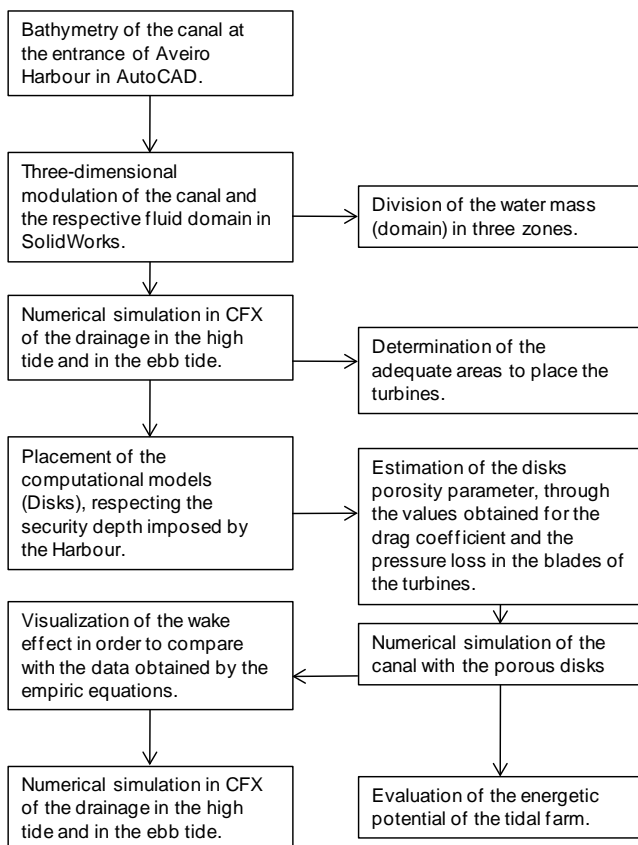 Bathymetry of the canal at
the entrance of Aveiro
Harbour in AutoCAD.
Three-dimensional
modulation of the canal and
the respective fluid domain in
SolidWorks.
Division of the water mass
(domain) in three zones.
Numerical simulation in CFX
of the drainage in the high
tide and in the ebb tide.
Determination of the
adequate areas to place the
turbines.
Placement of the
computational models
(Disks), respecting the
security depth imposed by
the Harbour.
Estimation of the disks
porosity parameter, through
the values obtained for the
drag coefficient and the
pressure loss in the blades of
the turbines.
Visualization of the wake
effect in order to compare
with the data obtained by the
empiric equations.
Numerical simulation of the
canal with the porous disks
Numerical simulation in CFX
of the drainage in the high
tide and in the ebb tide.
Evaluation of the energetic
potential of the tidal farm.